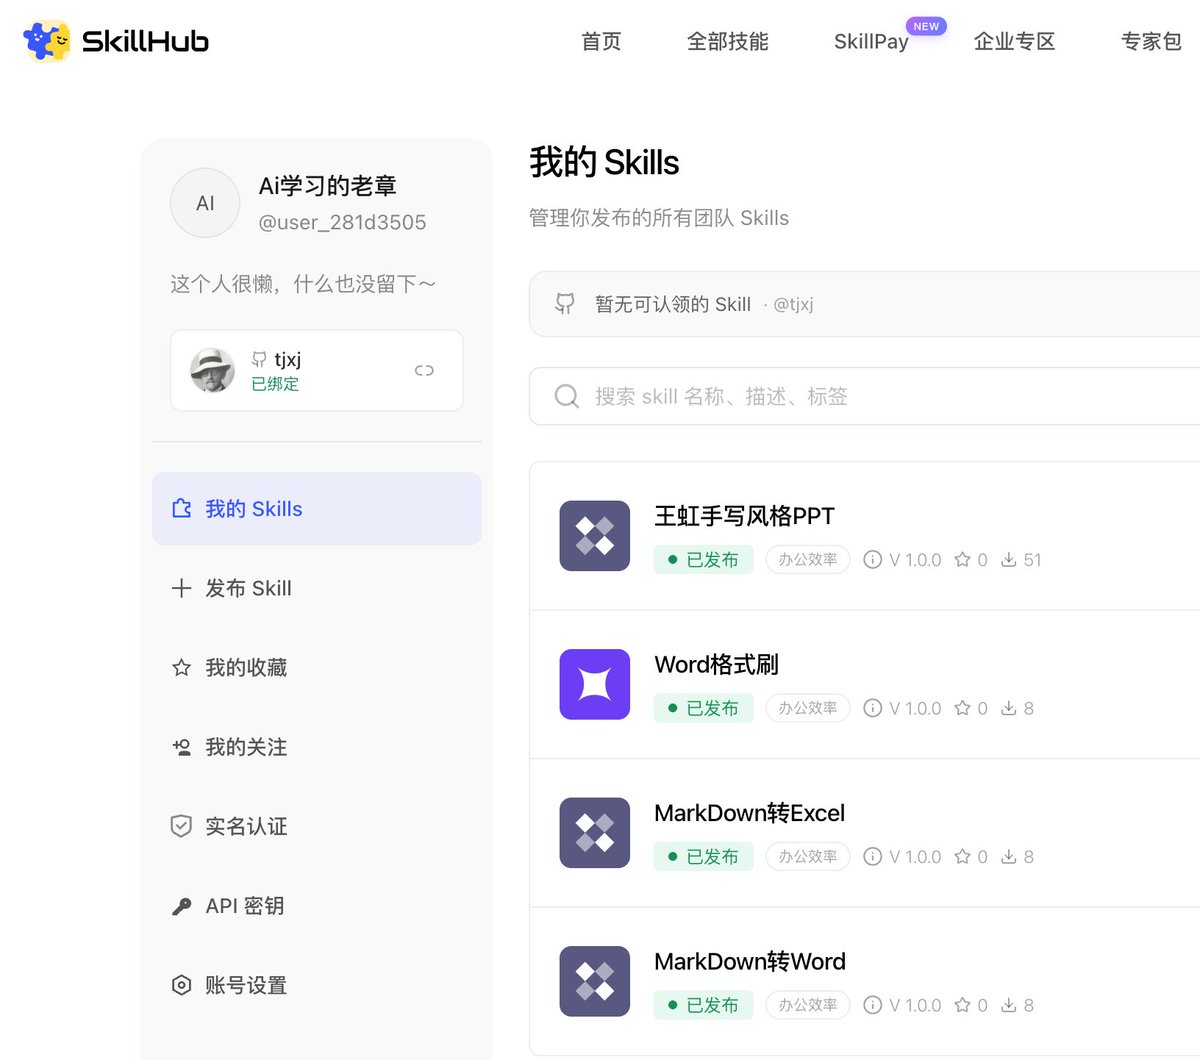 SkillHub
首页
全部技能
SkillPay
NEW
企业专区
专家包
AI
Ai学习的老章
@user_281d3505
这个人很懒，什么也没留下～
tjxj
已绑定
我的 Skills
发布 Skill
我的收藏
我的关注
实名认证
API 密钥
账号设置
我的 Skills
管理你发布的所有团队 Skills
暂无可认领的 Skill · @tjxj
搜索 skill 名称、描述、标签
王虹手写风格PPT
已发布 办公效率 V 1.0.0 0 51
Word格式刷
已发布 办公效率 V 1.0.0 0 8
MarkDown转Excel
已发布 办公效率 V 1.0.0 0 8
MarkDown转Word
已发布 办公效率 V 1.0.0 0 8